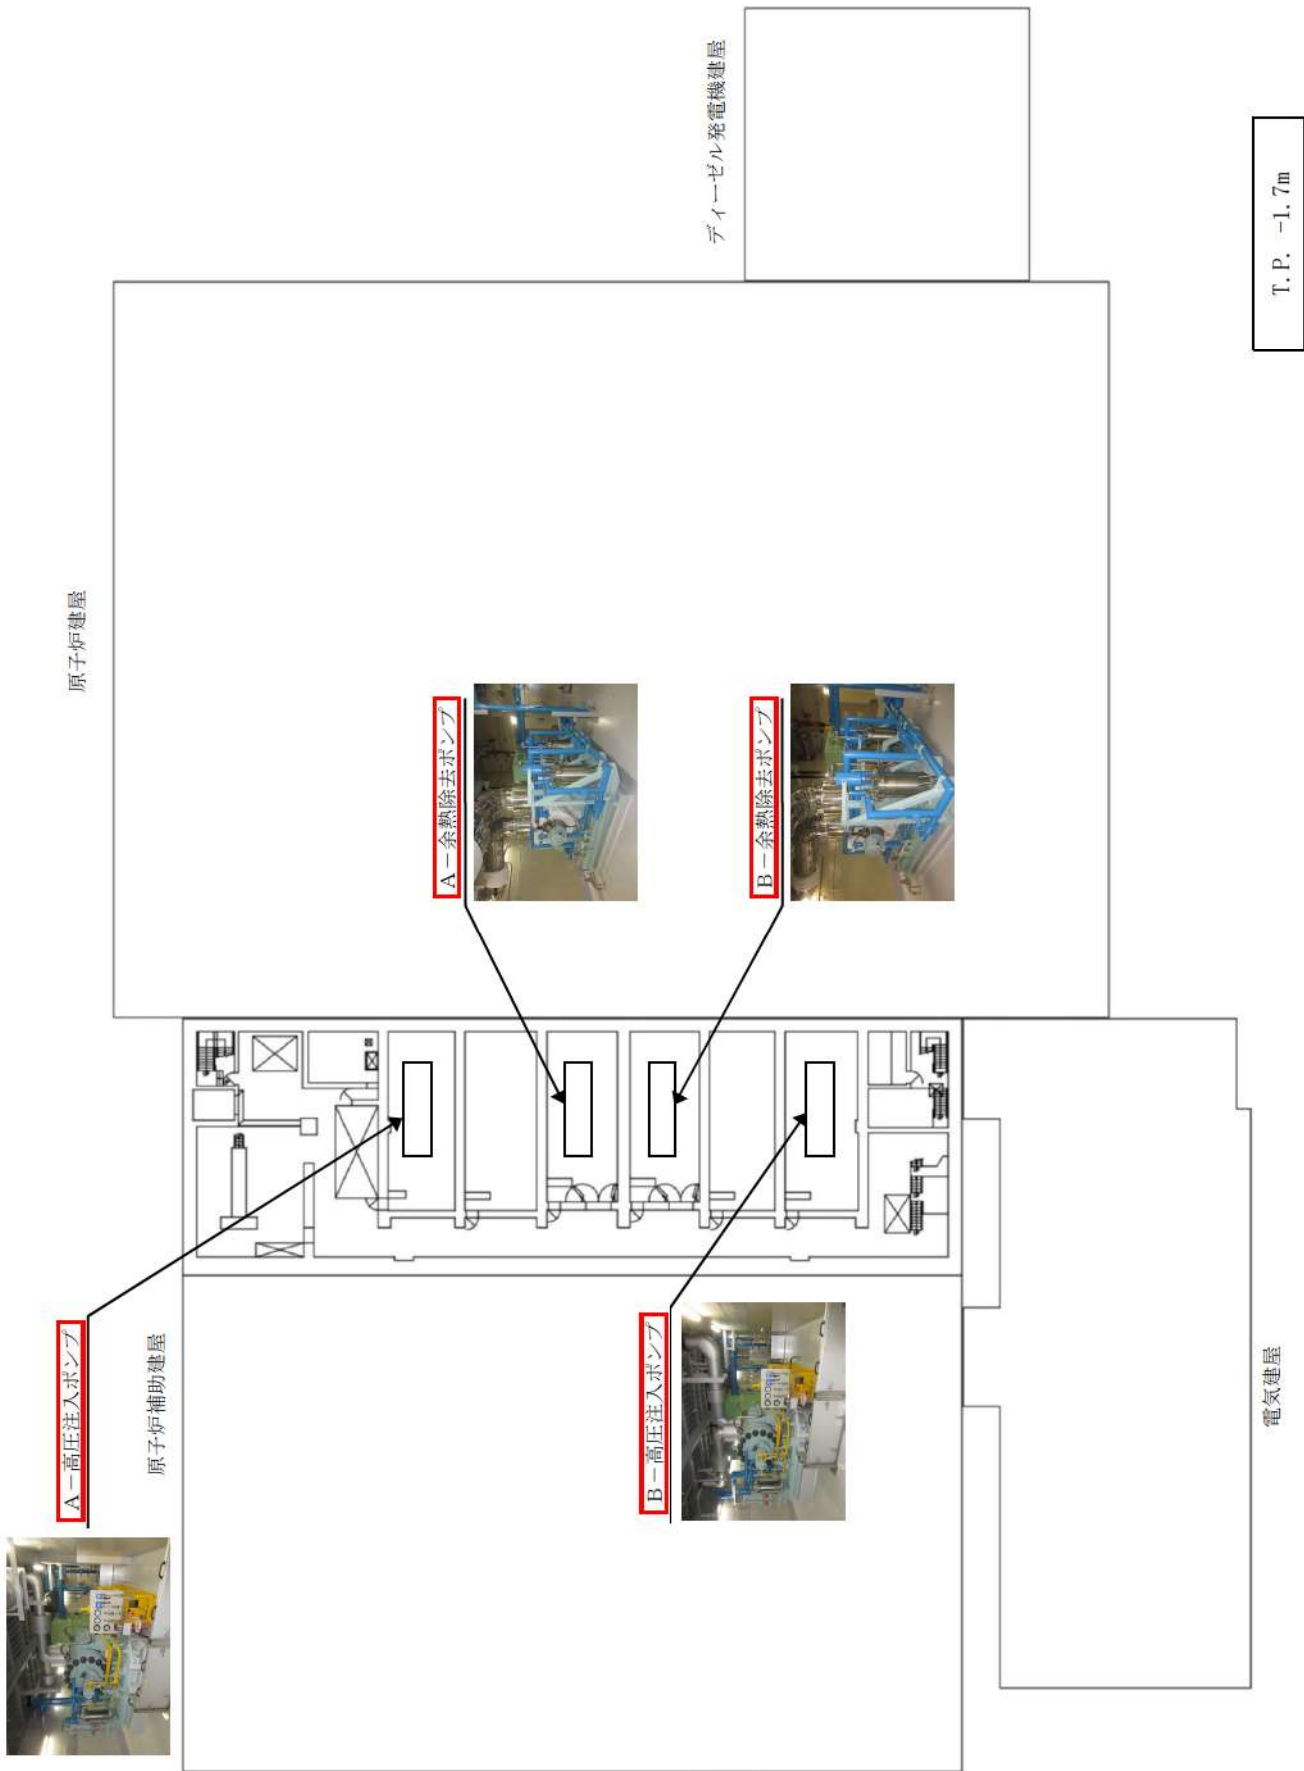 A－高圧注入ポンプ
原子炉補助建屋
B－高圧注入ポンプ
電気建屋
原子炉建屋
A－余熱除去ポンプ
B－余熱除去ポンプ
ディーゼル発電機建屋
T.P. -1.7m